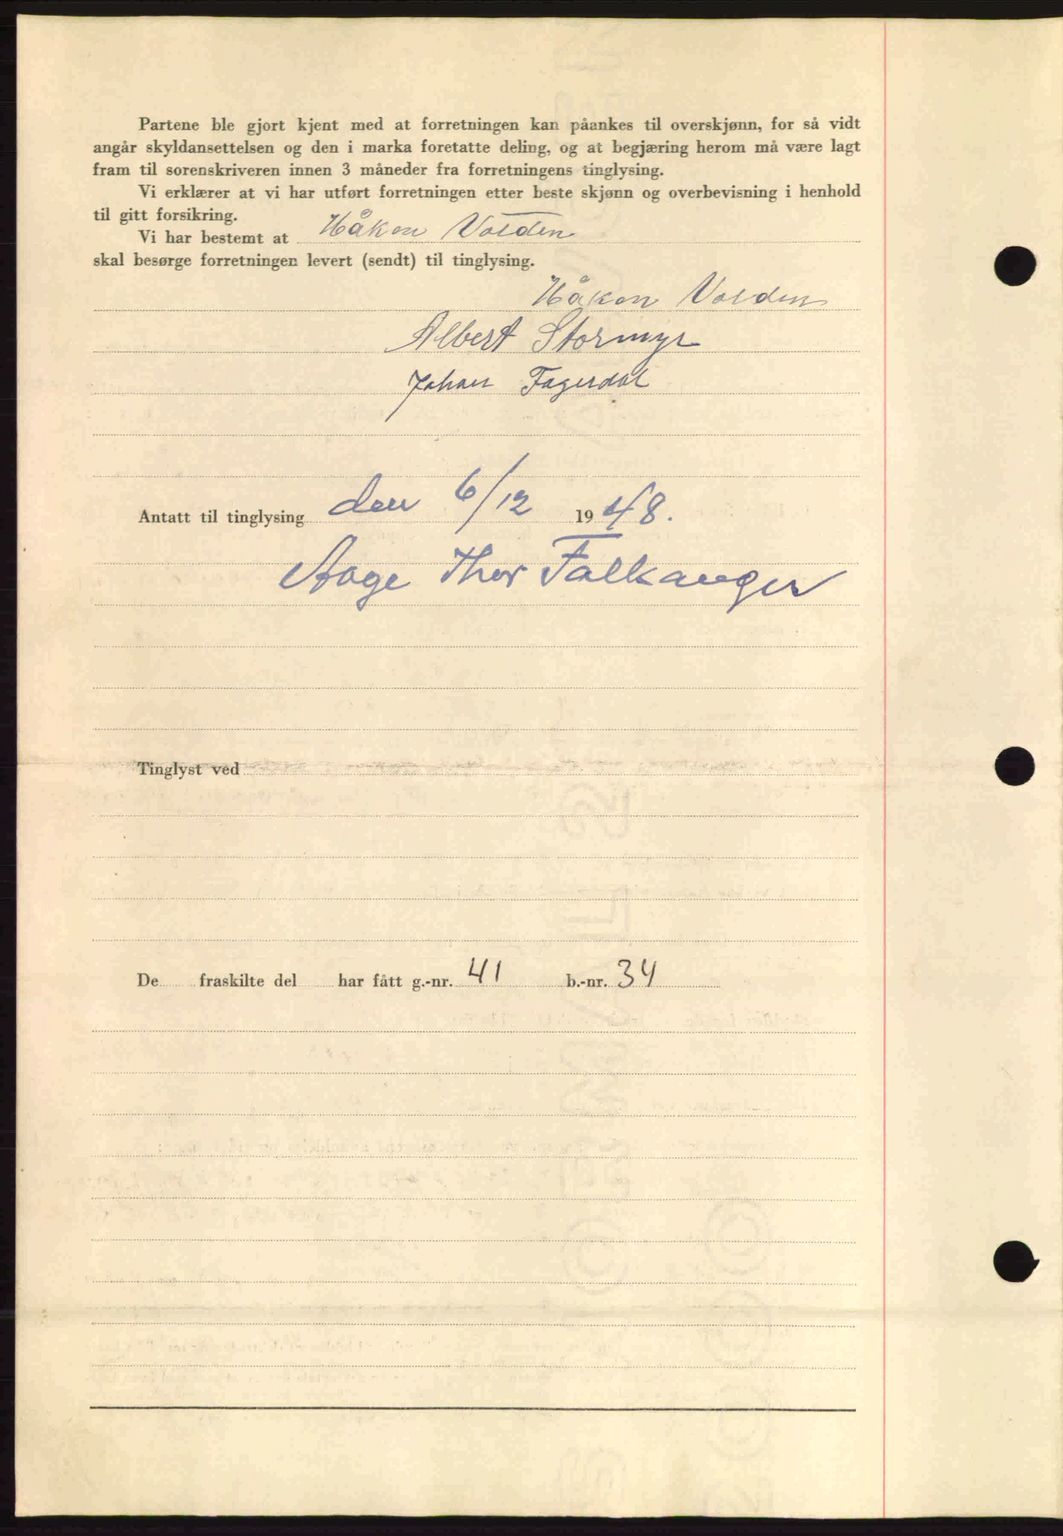 Partene ble gjort kjent med at forretningen kan påankes til overskjønn, for så vidt
angår skyldansettelsen og den i marka foretatte deling, og at begjæring herom må være lagt
fram til sorenskriveren innen 3 måneder fra forretningens tinglysing.
Vi erklærer at vi har utført forretningen etter beste skjønn og overbevisning i henhold
til gitt forsikring.
Vi har bestemt at Håkon Volden
skal besørge forretningen levert (sendt) til tinglysing.
Håkon Volden
Albert Stormyr
Johan Fagerdal
Antatt til tinglysing den 6/12 1948.
Aage Thor Falkanger
Tinglyst ved
De fraskilte del har fått g.-nr. 41 b.-nr. 34